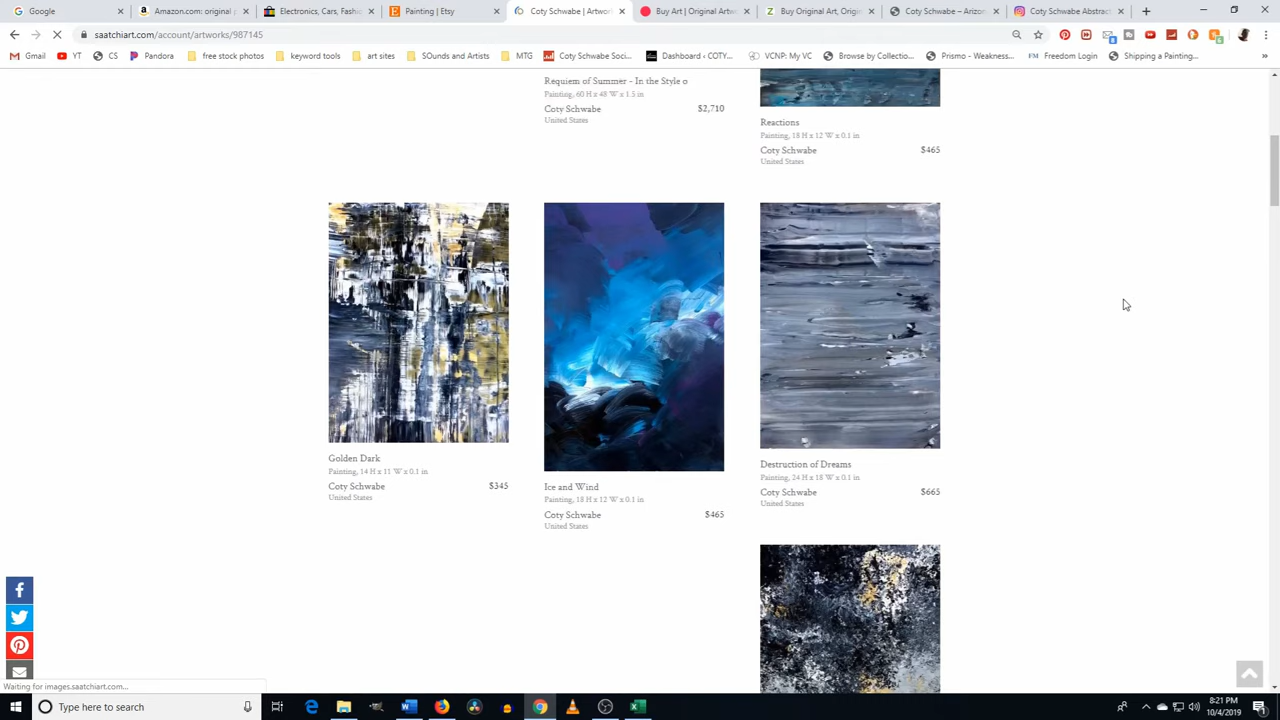 Google
Amazon.com: original p
Electronics, Cars, Fashio
Painting | Etsy
Coty Schwabe | Artwork
Buy Art | Original Artwo
Buy Original Art, Origin
Coty Schwabe – Arizon
Coty Schwabe Abstract
saatchiart.com/account/artworks/987145
Gmail
YT
CS
Pandora
free stock photos
keyword tools
art sites
SOunds and Artists
MTG
Coty Schwabe Soci...
Dashboard ‹ COTY...
VCNP: My VC
Browse by Collectio...
Prismo - Weakness...
Freedom Login
Shipping a Painting...
»
Requiem of Summer - In the Style o
Painting, 60 H x 48 W x 1.5 in
Coty Schwabe $2,710
United States
Reactions
Painting, 18 H x 12 W x 0.1 in
Coty Schwabe $465
United States
Golden Dark
Painting, 14 H x 11 W x 0.1 in
Coty Schwabe $345
United States
Ice and Wind
Painting, 18 H x 12 W x 0.1 in
Coty Schwabe $465
United States
Destruction of Dreams
Painting, 24 H x 18 W x 0.1 in
Coty Schwabe $665
United States
Waiting for images.saatchiart.com...
Type here to search
8:21 PM
10/4/2019